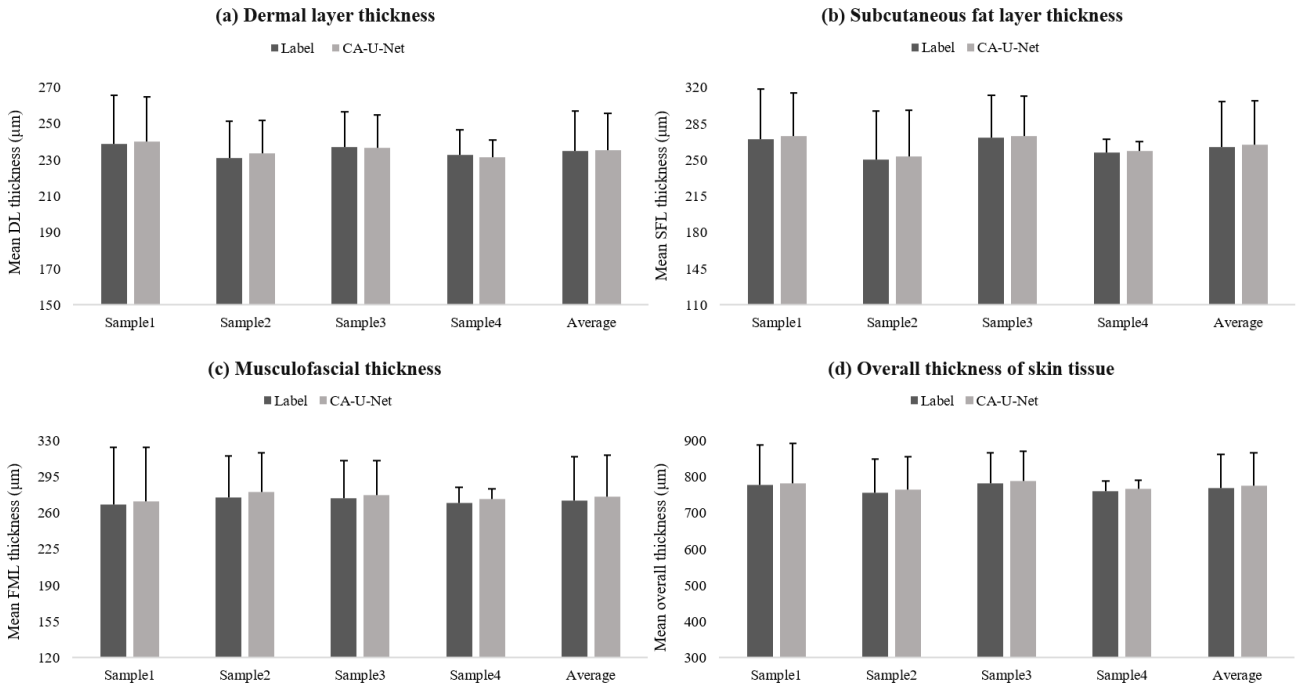 (a) Dermal layer thickness
Label CA-U-Net
Mean DL thickness (μm)
270
250
230
210
190
170
150
Sample1 Sample2 Sample3 Sample4 Average
(b) Subcutaneous fat layer thickness
Label CA-U-Net
Mean SFL thickness (μm)
320
285
250
215
180
145
110
Sample1 Sample2 Sample3 Sample4 Average
(c) Musculofascial thickness
Label CA-U-Net
Mean FML thickness (μm)
330
295
260
225
190
155
120
Sample1 Sample2 Sample3 Sample4 Average
(d) Overall thickness of skin tissue
Label CA-U-Net
Mean overall thickness (μm)
900
800
700
600
500
400
300
Sample1 Sample2 Sample3 Sample4 Average